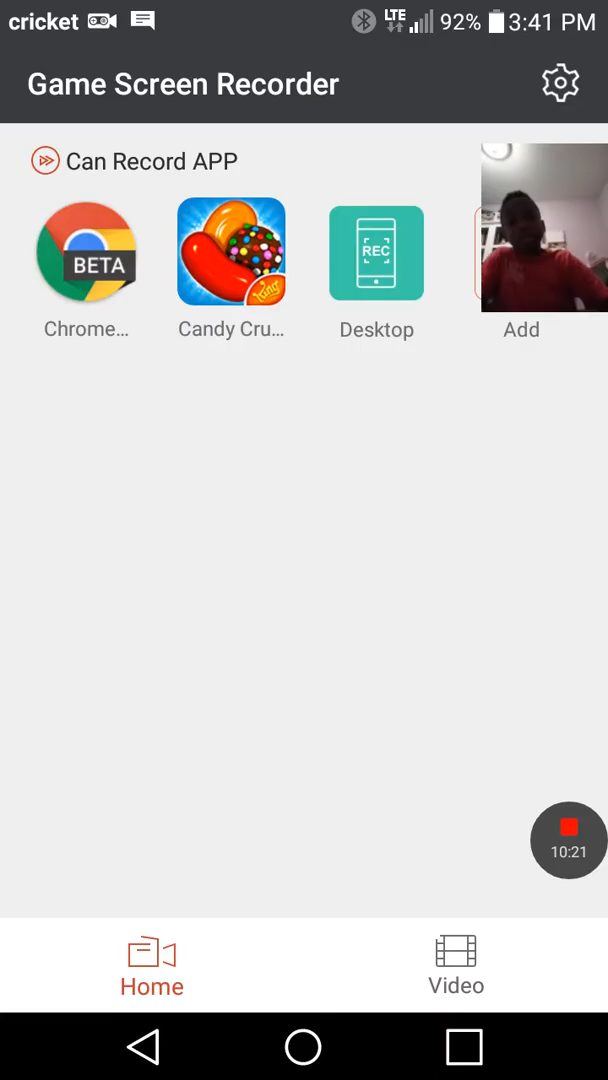 cricket LTE 92% 3:41 PM
Game Screen Recorder
Can Record APP
BETA
King
REC
Chrome... Candy Cru... Desktop Add
10:21
Home Video